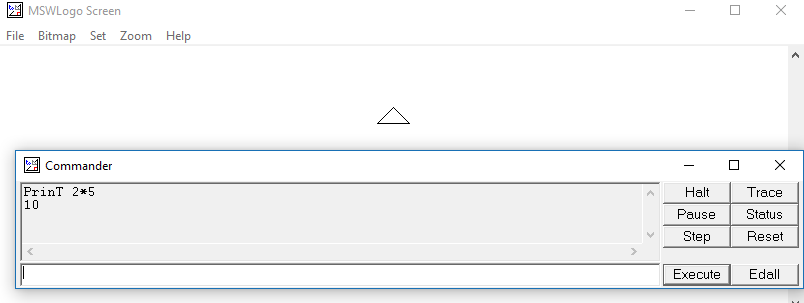 MSWLogo Screen
File Bitmap Set Zoom Help
Commander
PrinT 2*5
10
Halt Trace
Pause Status
Step Reset
Execute Edall